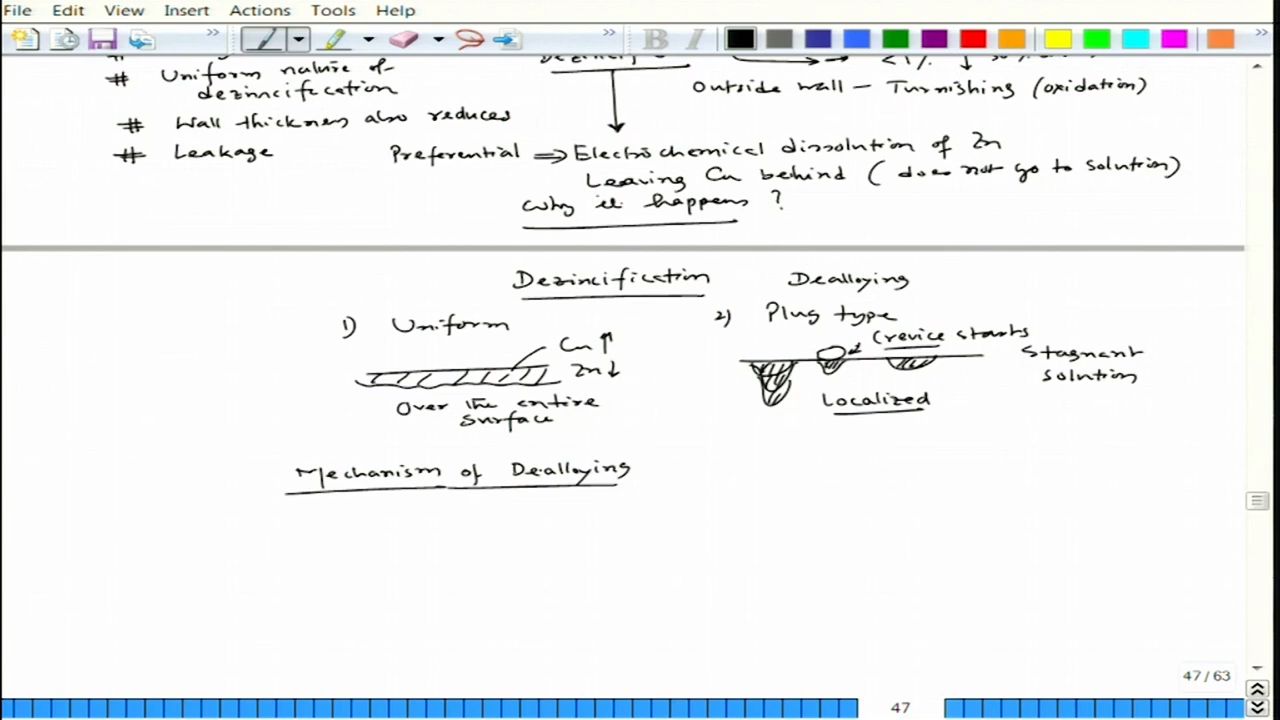 File Edit View Insert Actions Tools Help
# Uniform nature of dezincification
<1%
Outside wall – Turnishing (oxidation)
# Wall thickness also reduces
# Leakage
Preferential ⇒ Electrochemical dissolution of Zn
Leaving Cu behind ( does not go to solution)
Why it happens ?
Dezincification Dealloying
1) Uniform
Cu ↑
Zn ↓
Over the entire
surface
2) Plug type
Crevice starts
Stagnant
solution
Localized
Mechanism of Dealloying
47 / 63
47